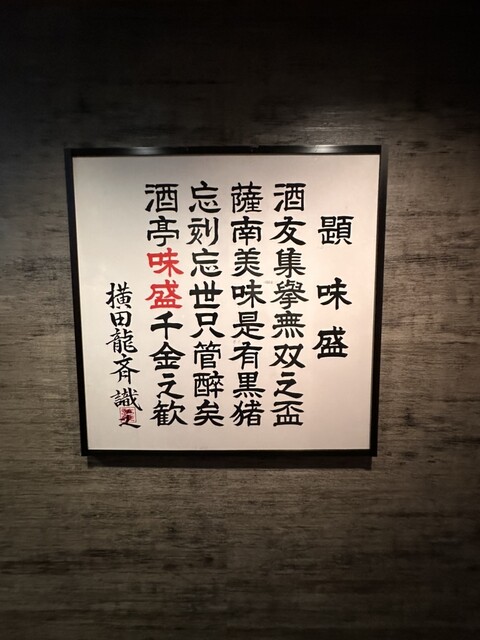 題味盛
酒友集擧無双之盃
薩南美味是有黒猪
忘刻忘世只管醉矣
酒亭味盛千金之歓
横田龍斉識